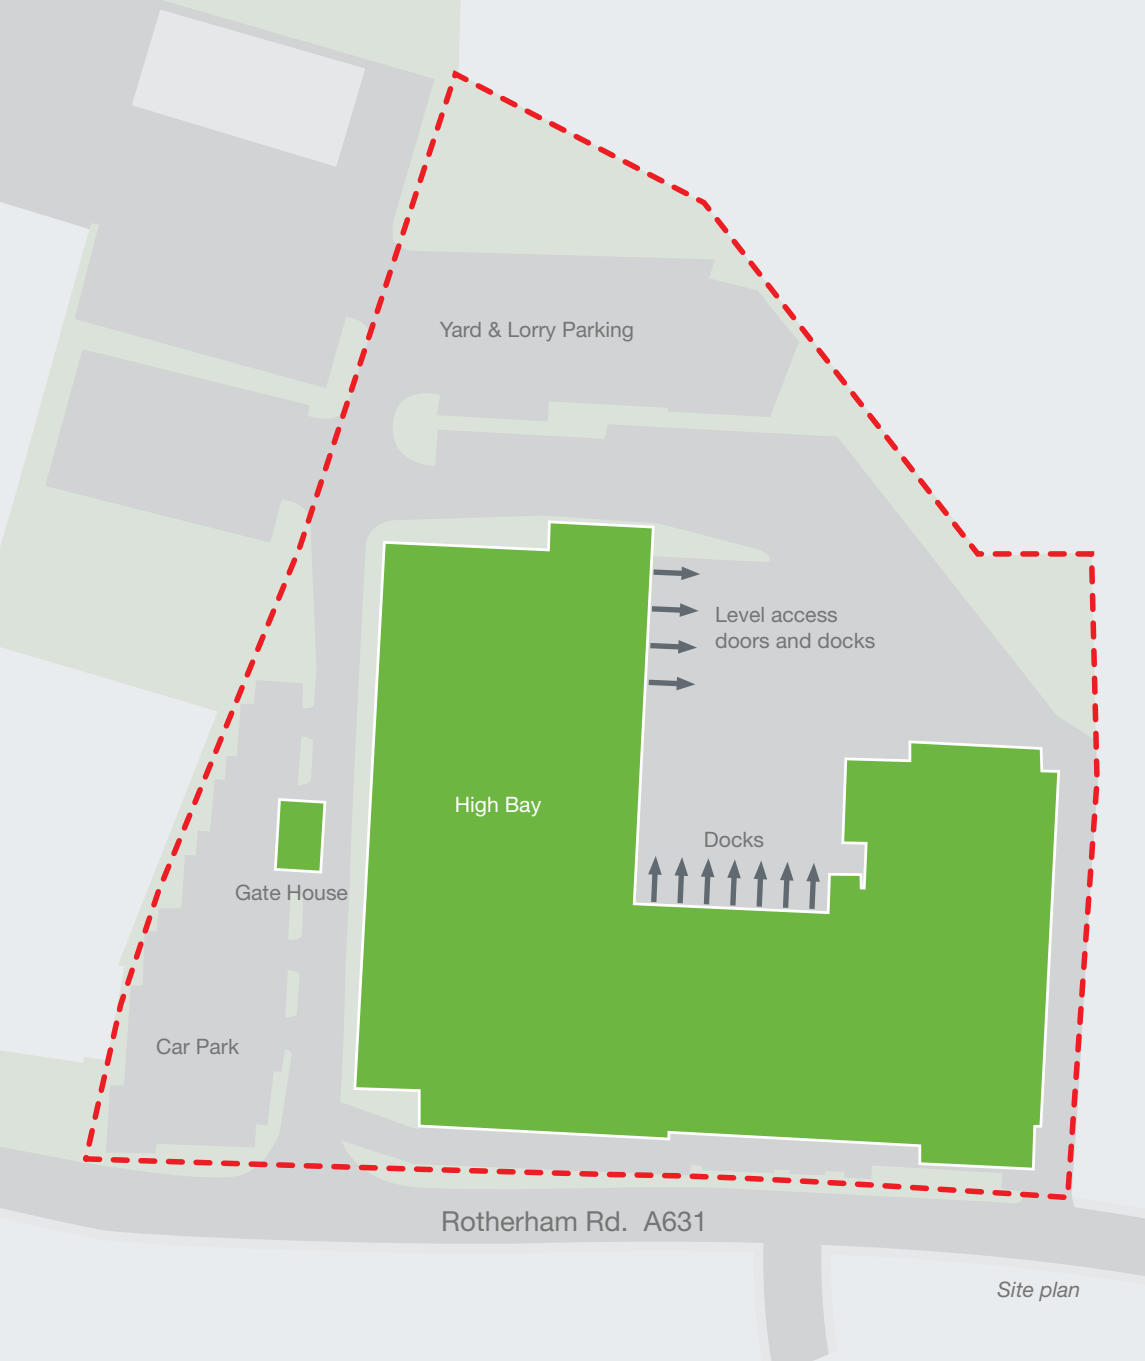 Yard & Lorry Parking
Level access
doors and docks
High Bay
Docks
Gate House
Car Park
Rotherham Rd. A631
Site plan